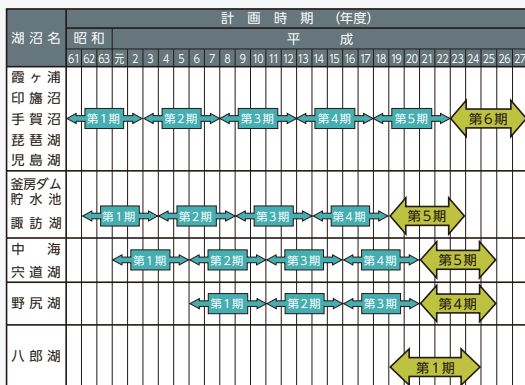 湖沼名 計画時期 (年度)
昭和 平成
61 62 63 元 2 3 4 5 6 7 8 9 10 11 12 13 14 15 16 17 18 19 20 21 22 23 24 25 26 27
霞ヶ浦
印旛沼
手賀沼 第1期 第2期 第3期 第4期 第5期 第6期
琵琶湖
児島湖
釜房ダム
貯水池
諏訪湖 第1期 第2期 第3期 第4期 第5期
中海
宍道湖 第1期 第2期 第3期 第4期 第5期
野尻湖 第1期 第2期 第3期 第4期
八郎湖 第1期